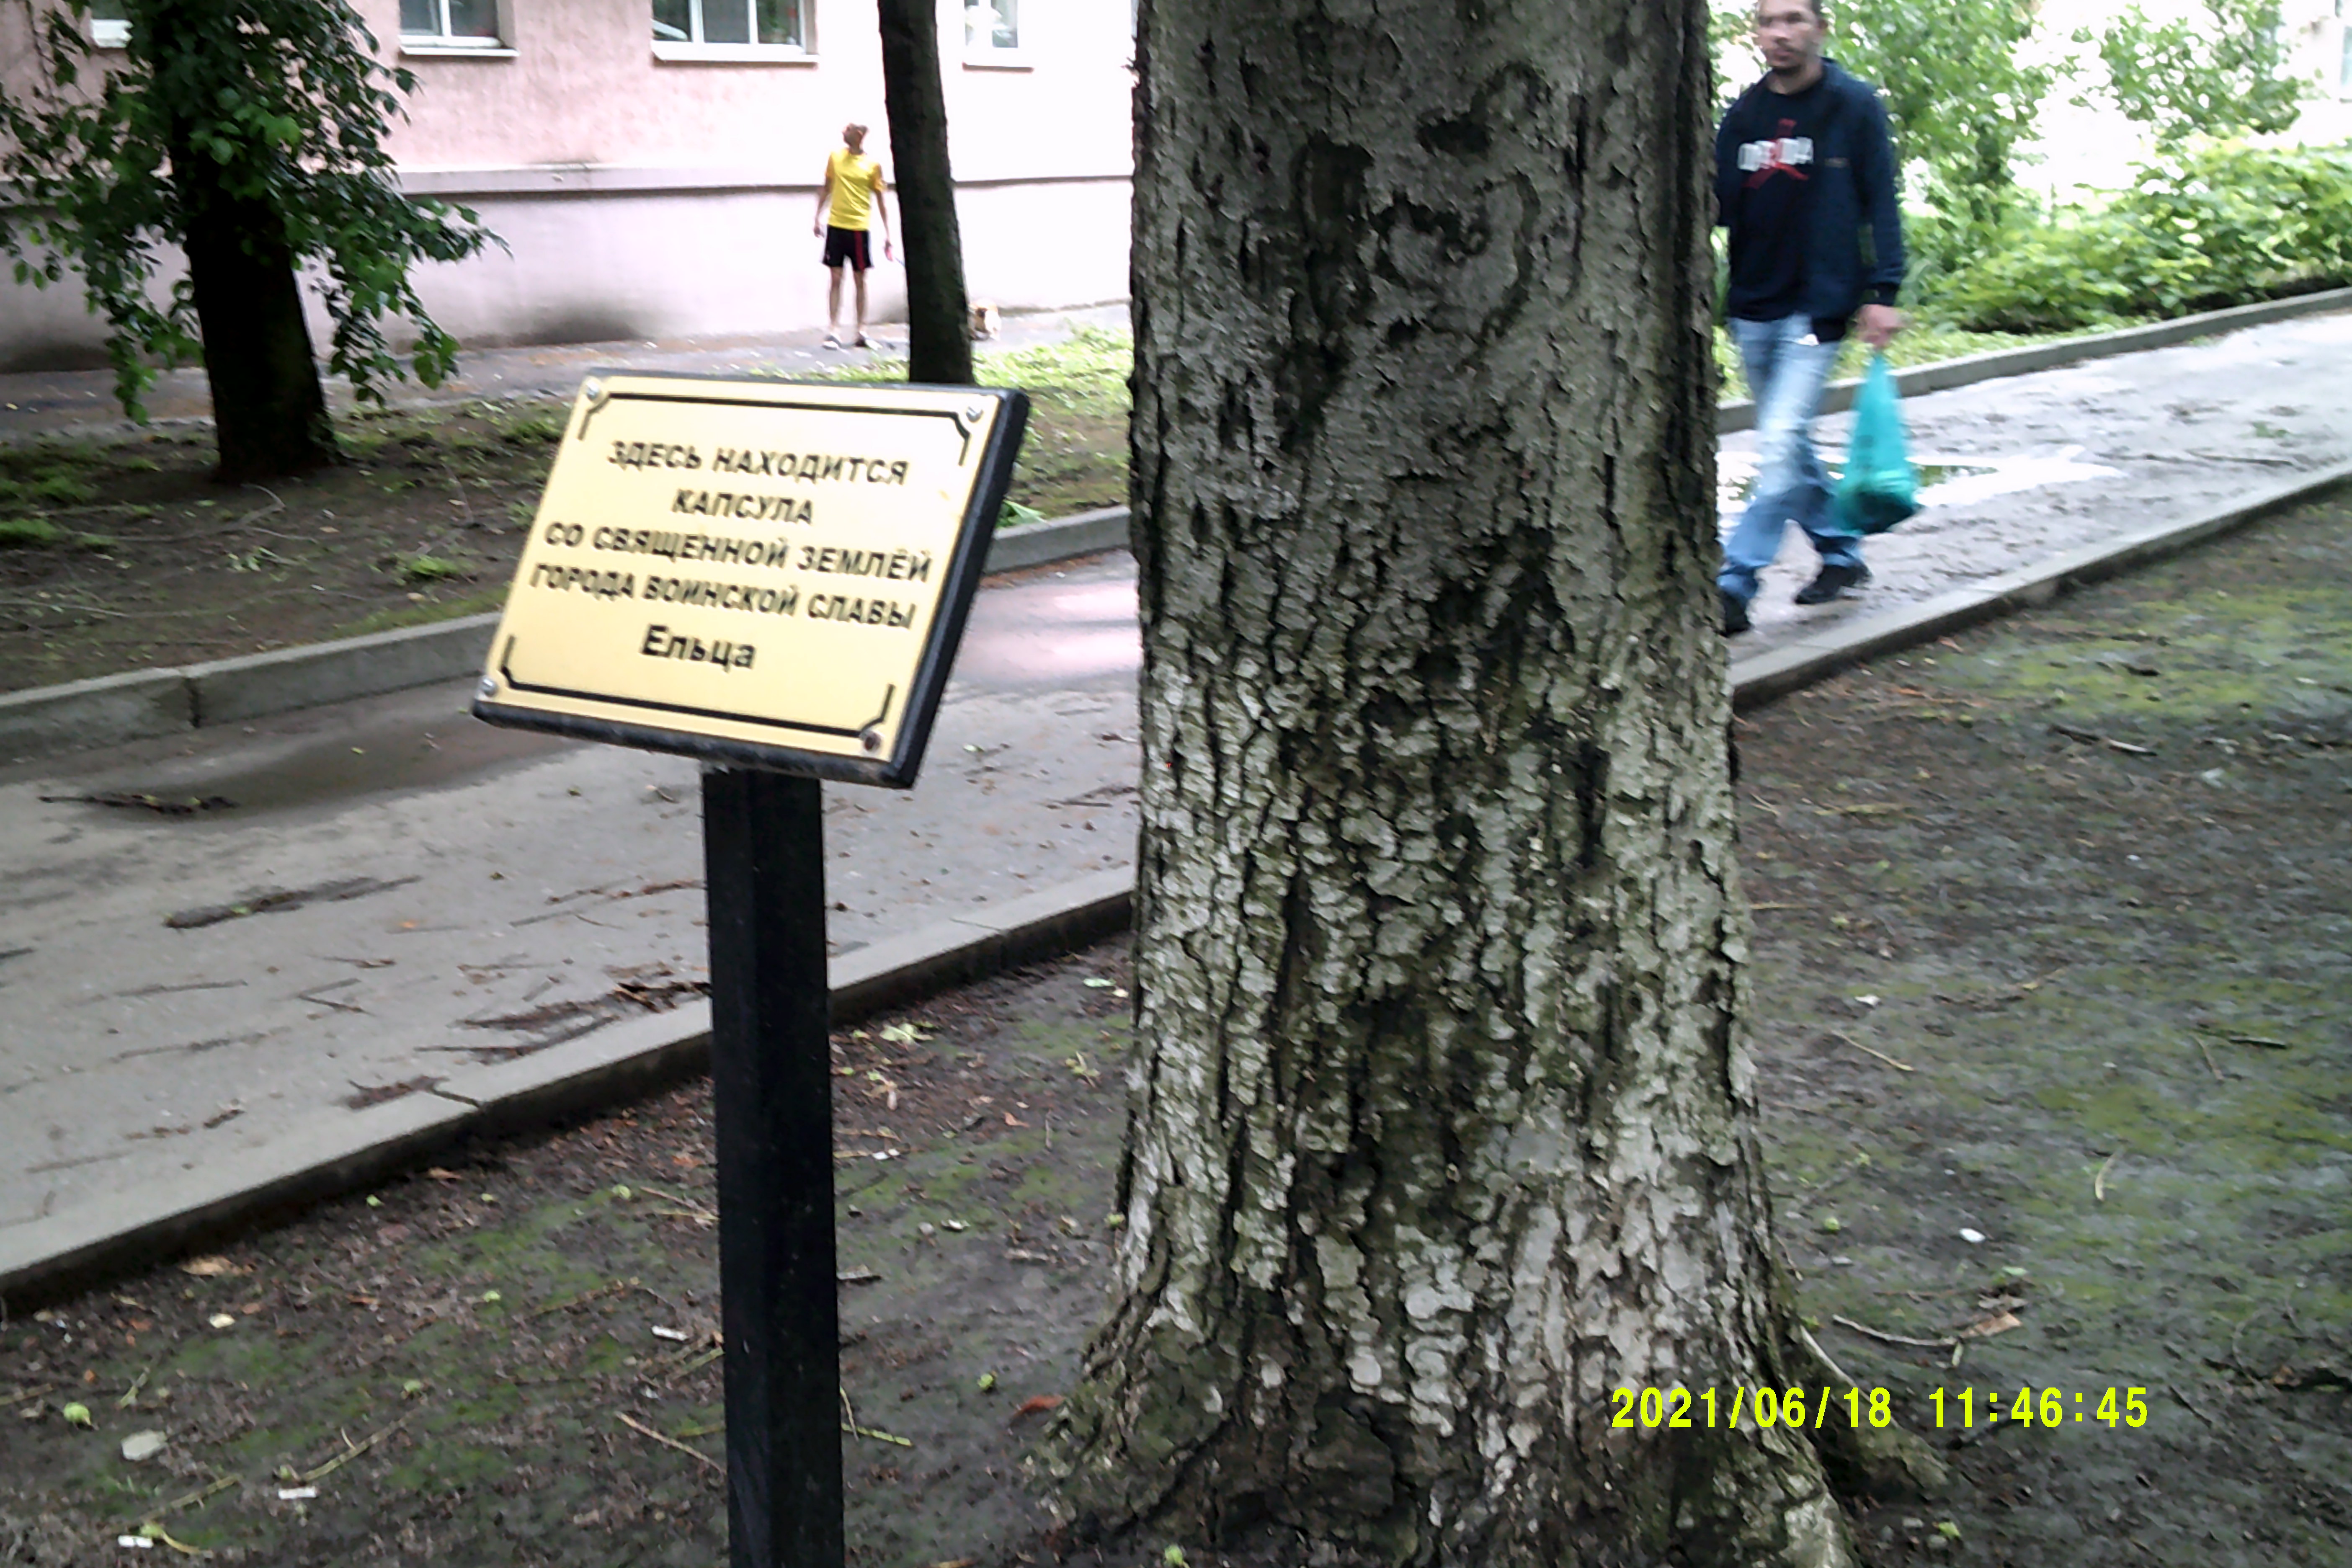 ЗДЕСЬ НАХОДИТСЯ
КАПСУЛА
СО СВЯЩЕННОЙ ЗЕМЛЁЙ
ГОРОДА ВОИНСКОЙ СЛАВЫ
Ельца
2021/06/18 11:46:45